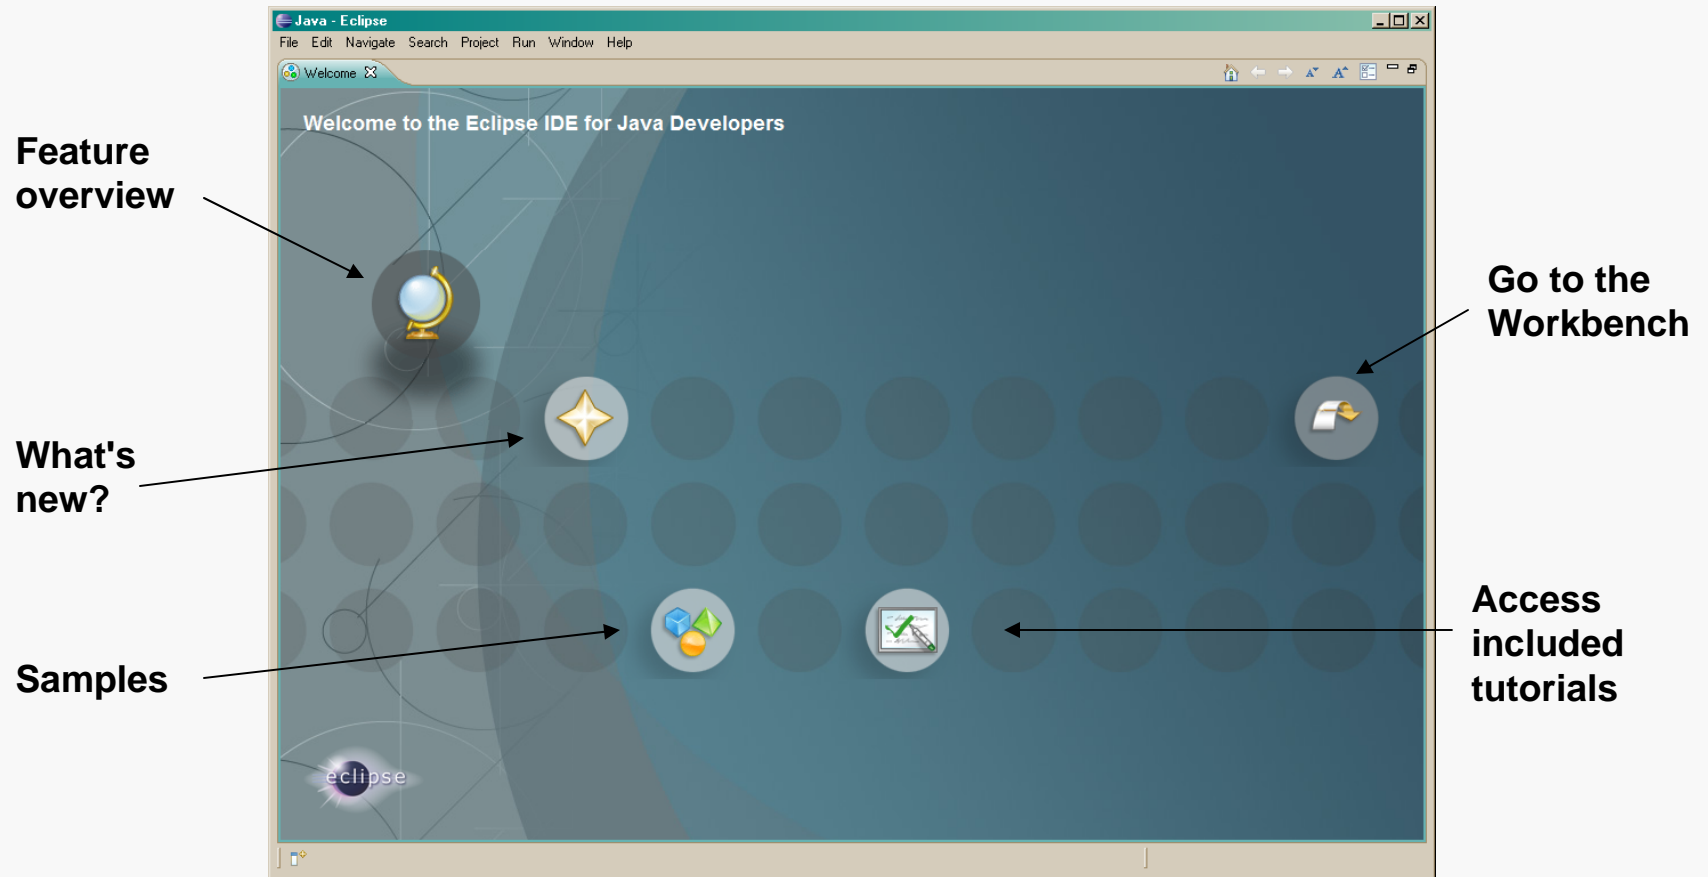 Java - Eclipse
File Edit Navigate Search Project Run Window Help
Welcome
Welcome to the Eclipse IDE for Java Developers
Feature
overview
Go to the
Workbench
What's
new?
Access
included
tutorials
Samples
eclipse